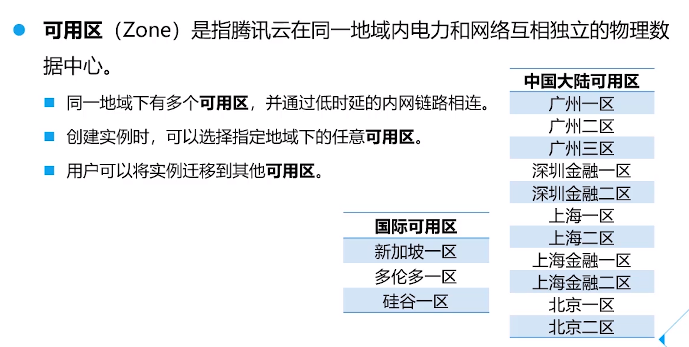 可用区（Zone）是指腾讯云在同一地域内电力和网络互相独立的物理数
据中心。
同一地域下有多个可用区，并通过低时延的内网链路相连。
创建实例时，可以选择指定地域下的任意可用区。
用户可以将实例迁移到其他可用区。
国际可用区
新加坡一区
多伦多一区
硅谷一区
中国大陆可用区
广州一区
广州二区
广州三区
深圳金融一区
深圳金融二区
上海一区
上海二区
上海金融一区
上海金融二区
北京一区
北京二区